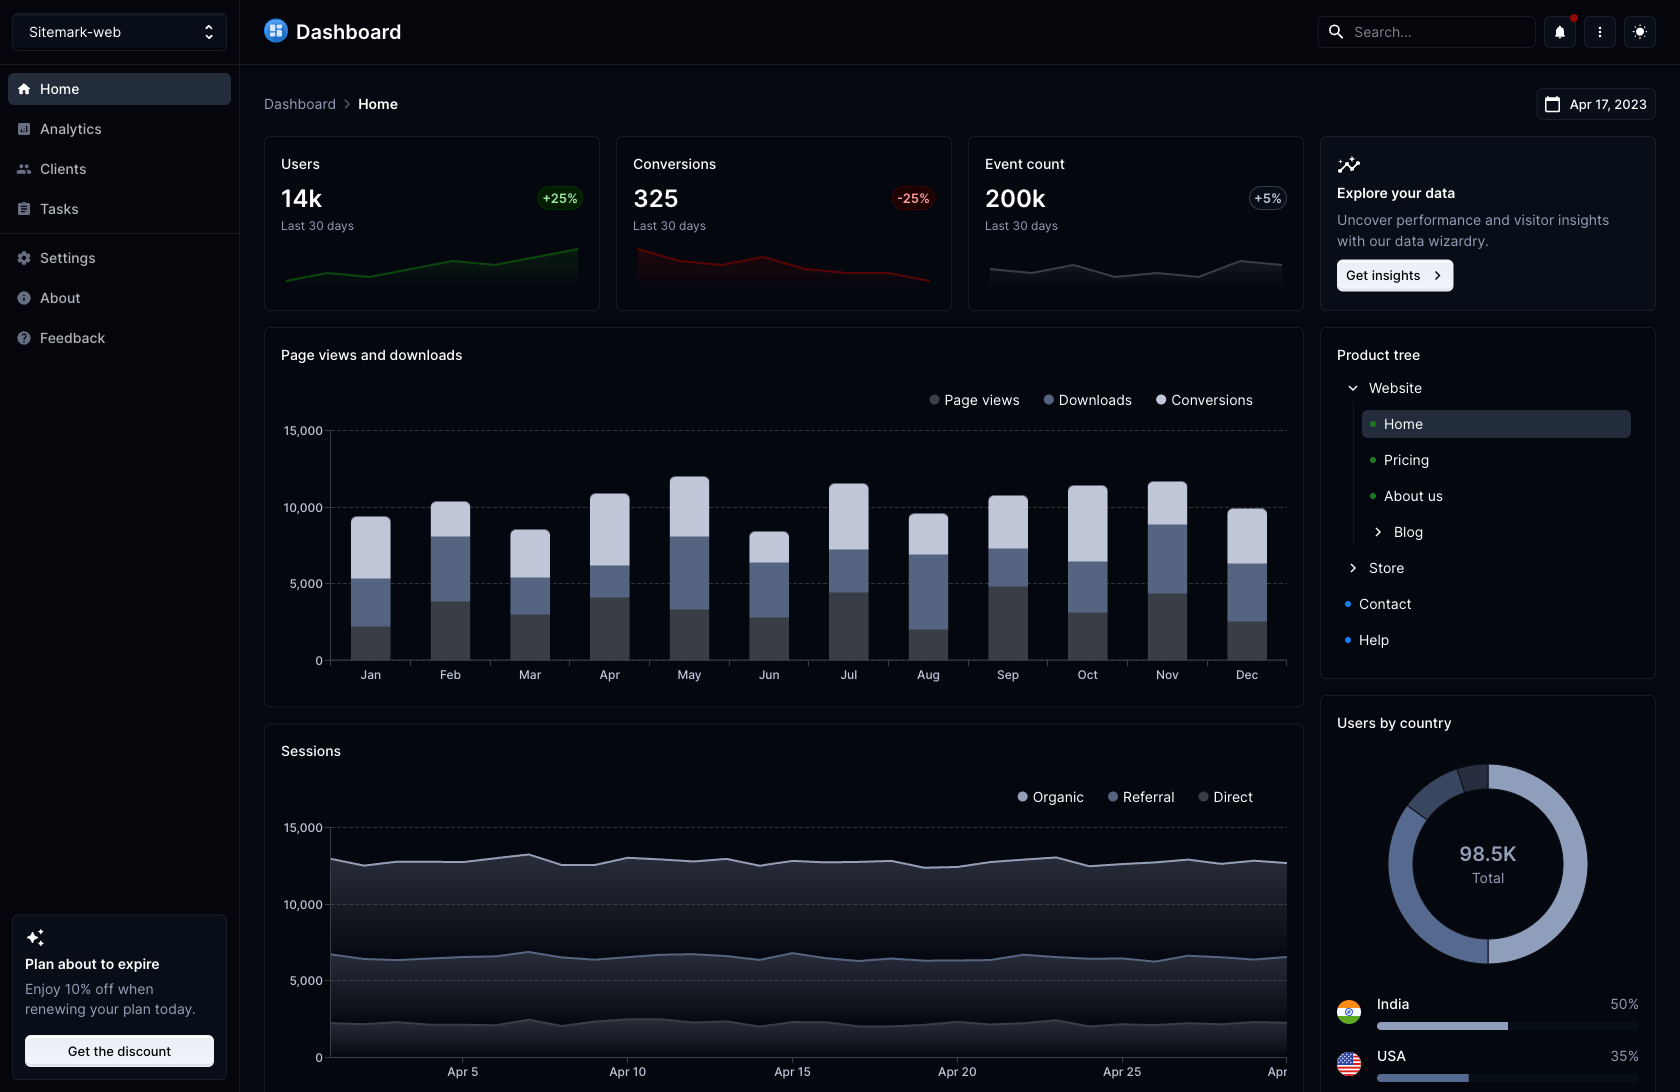 Sitemark-web
Home
Analytics
Clients
Tasks
Settings
About
Feedback
Plan about to expire
Enjoy 10% off when
renewing your plan today.
Get the discount
Dashboard
Search...
Dashboard
Home
Apr 17, 2023
Users
14k
+25%
Last 30 days
Conversions
325
-25%
Last 30 days
Event count
200k
+5%
Last 30 days
Explore your data
Uncover performance and visitor insights
with our data wizardry.
Get insights
Page views and downloads
Page views Downloads Conversions
15,000
10,000
5,000
0
Jan Feb Mar Apr May Jun Jul Aug Sep Oct Nov Dec
Sessions
Organic Referral Direct
15,000
10,000
5,000
0
Apr 5 Apr 10 Apr 15 Apr 20 Apr 25 Apr
Product tree
Website
Home
Pricing
About us
Blog
Store
Contact
Help
Users by country
98.5K
Total
India 50%
USA 35%